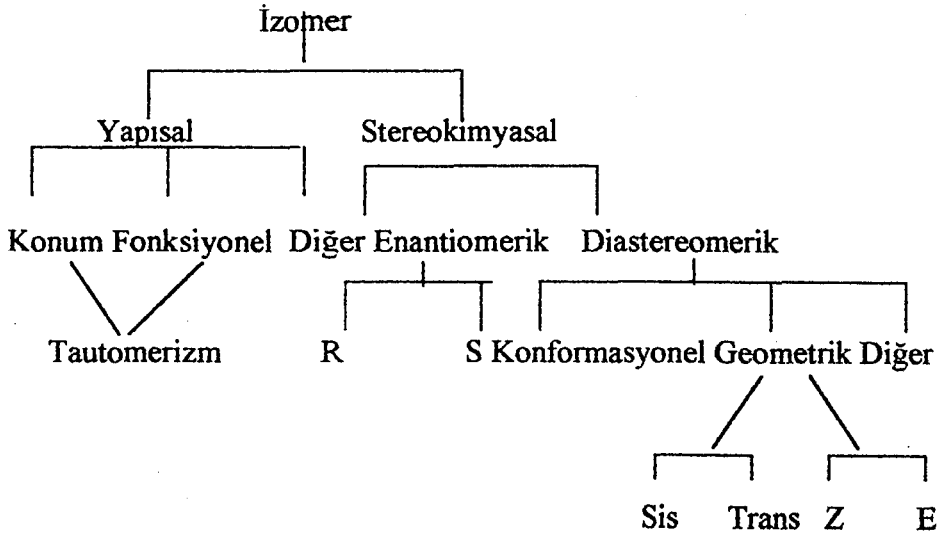 İzomer
Yapısal Stereokimyasal
Konum Fonksiyonel Diğer Enantiomerik Diastereomerik
Tautomerizm R S Konformasyonel Geometrik Diğer
Sis Trans Z E